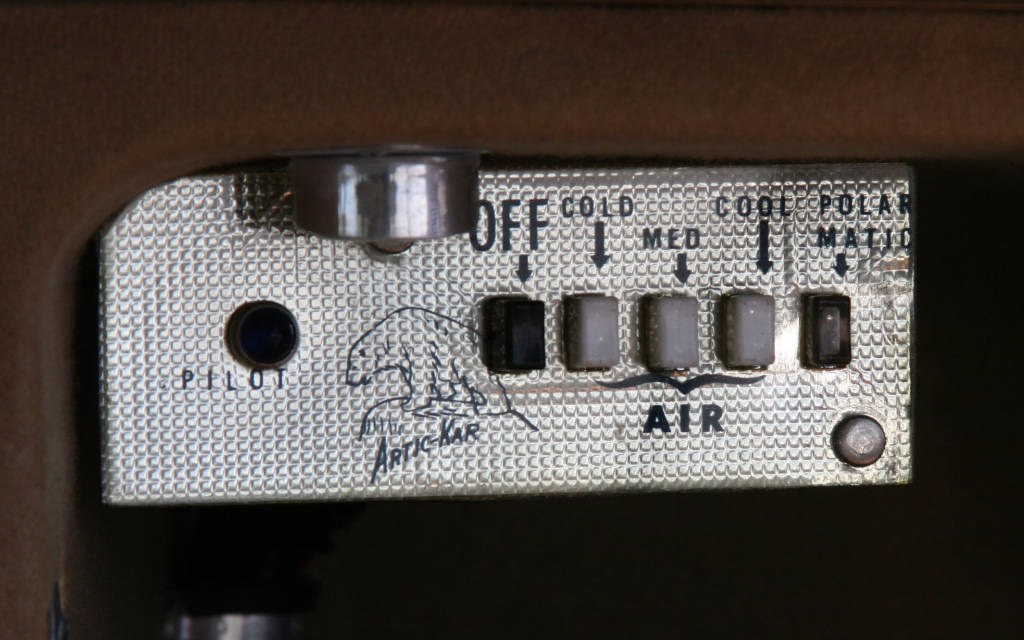 OFF COLD MED COOL POLAR
MATIC
PILOT
ARTIC-KAR
AIR